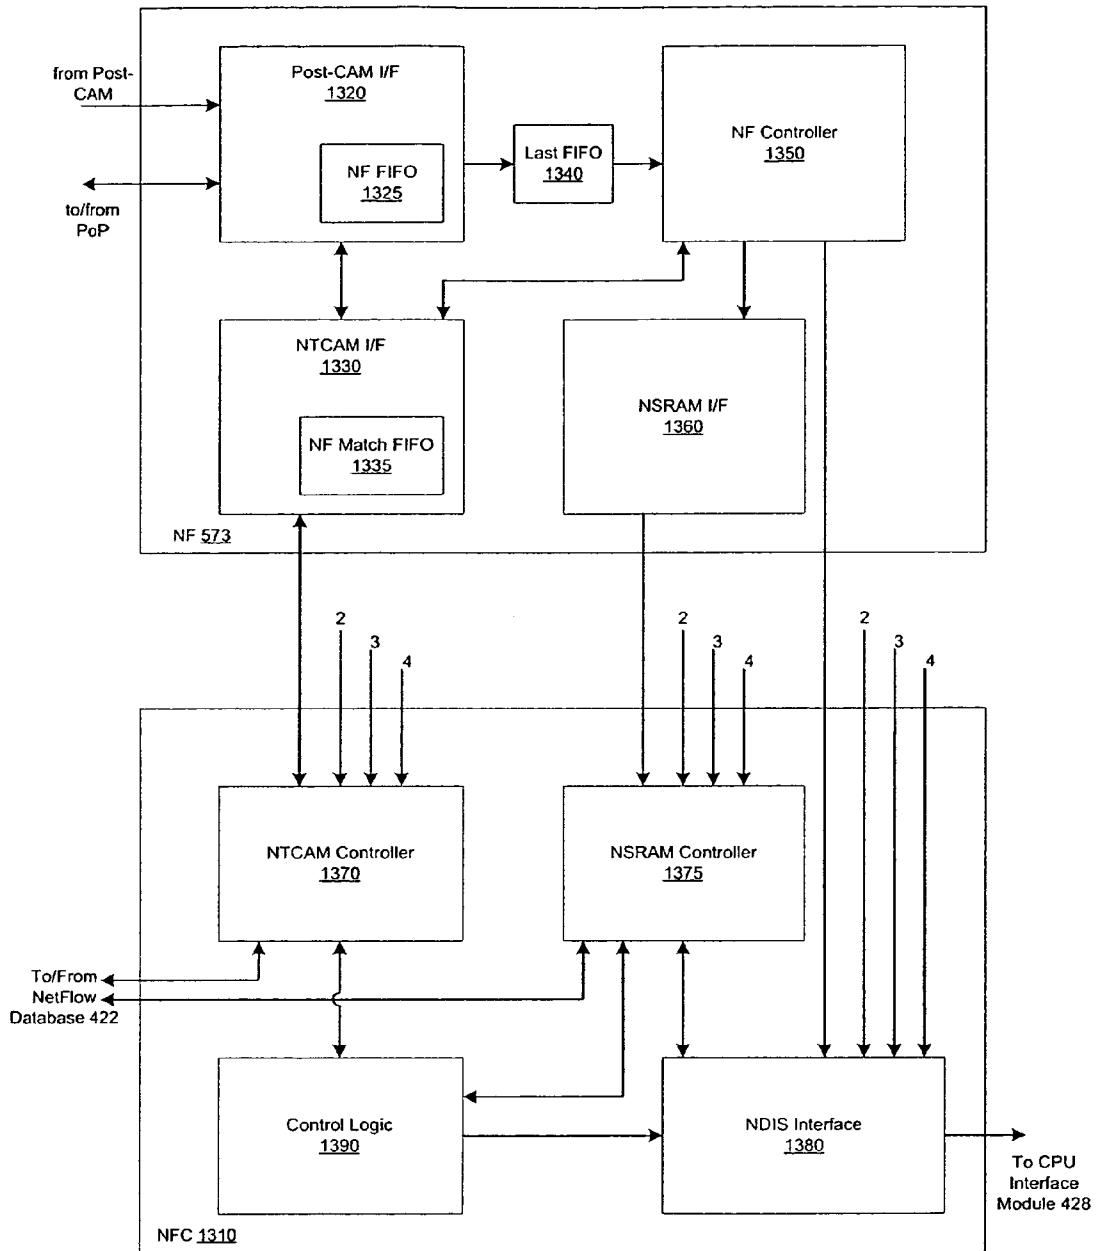 from Post-
CAM
to/from
PoP
Post-CAM I/F
1320
NF FIFO
1325
Last FIFO
1340
NF Controller
1350
NTCAM I/F
1330
NF Match FIFO
1335
NSRAM I/F
1360
NF 573
2
3
4
2
3
4
2
3
4
NTCAM Controller
1370
NSRAM Controller
1375
To/From
NetFlow
Database 422
Control Logic
1390
NDIS Interface
1380
To CPU
Interface
Module 428
NFC 1310